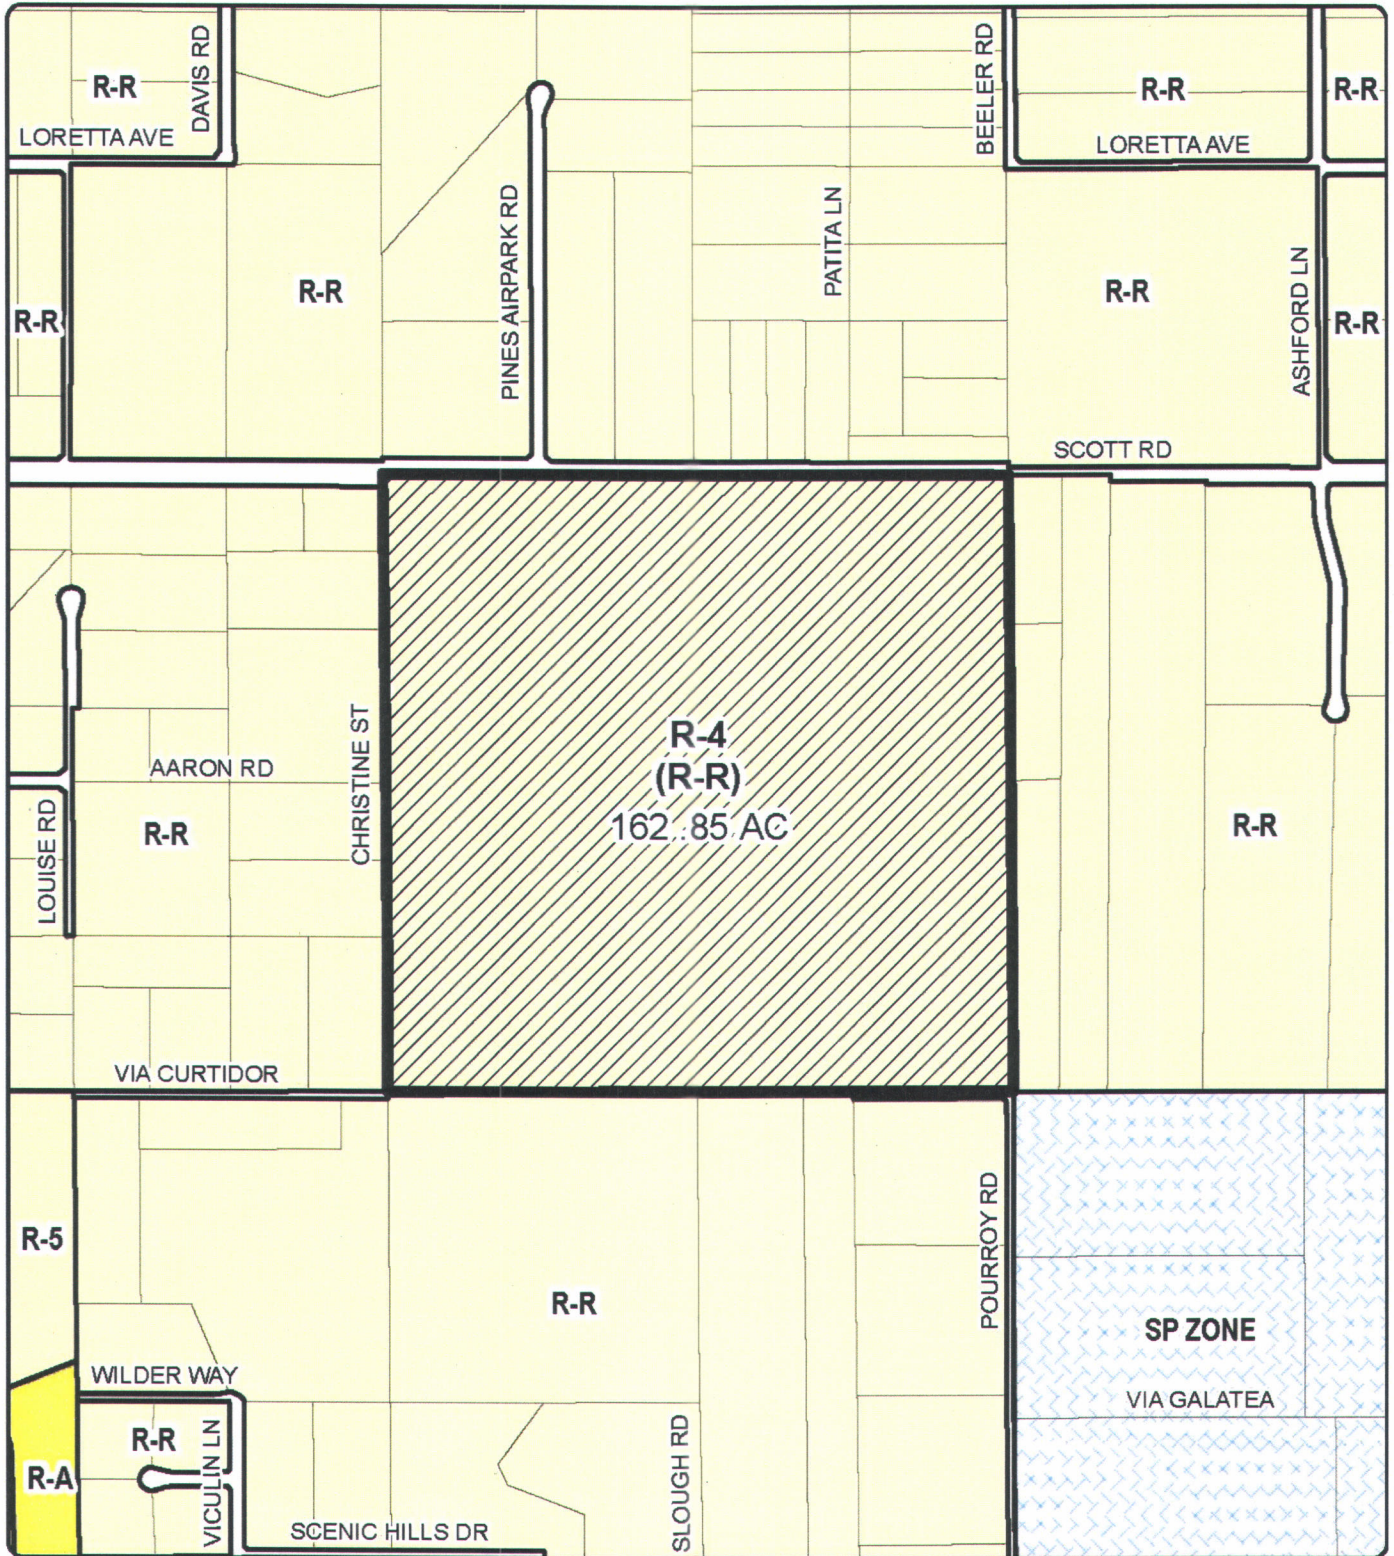 DAVIS RD
BEELER RD
R-R
R-R
R-R
LORETTA AVE
LORETTA AVE
PINES AIRPARK RD
PATITA LN
ASHFORD LN
R-R
R-R
R-R
R-R
SCOTT RD
CHRISTINE ST
R-4
(R-R)
162..85 AC
AARON RD
LOUISE RD
R-R
R-R
VIA CURTIDOR
POURROY RD
R-5
R-R
SP ZONE
WILDER WAY
VIA GALATEA
R-R
VICULIN LN
SLOUGH RD
R-A
SCENIC HILLS DR